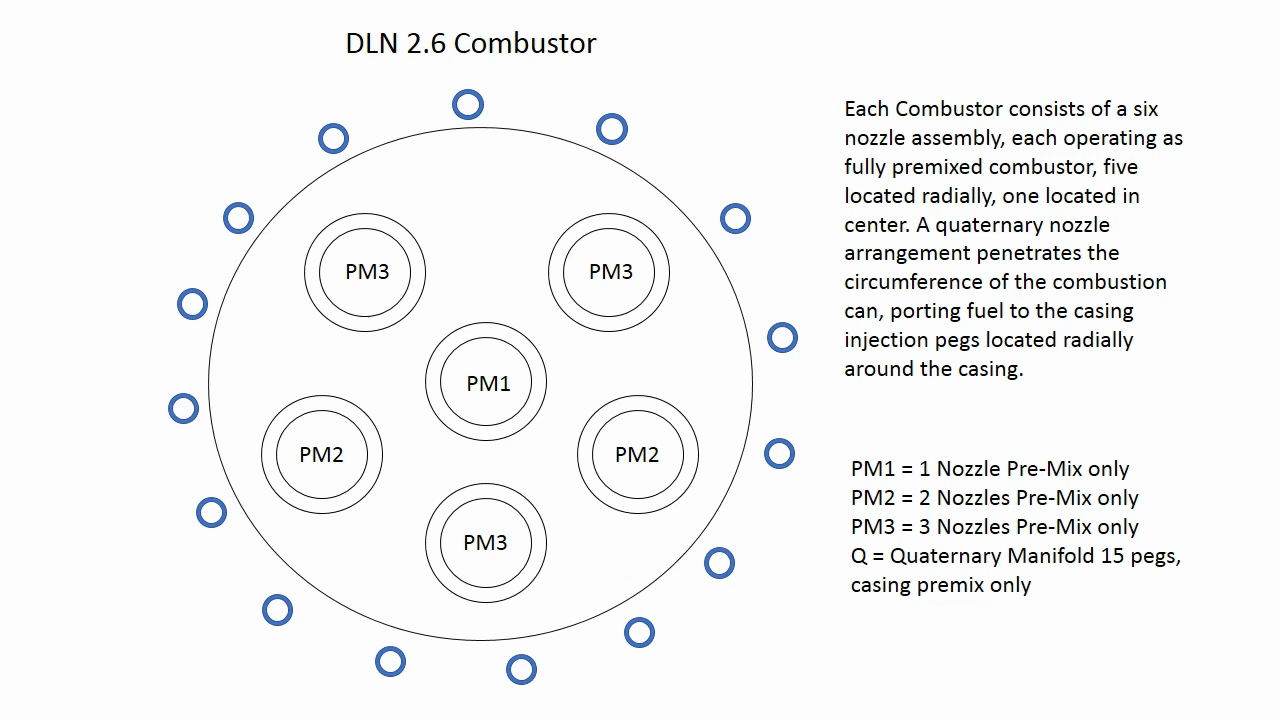 DLN 2.6 Combustor
Each Combustor consists of a six
nozzle assembly, each operating as
fully premixed combustor, five
located radially, one located in
center. A quaternary nozzle
arrangement penetrates the
circumference of the combustion
can, porting fuel to the casing
injection pegs located radially
around the casing.
PM3
PM3
PM1
PM2
PM2
PM3
PM1 = 1 Nozzle Pre-Mix only
PM2 = 2 Nozzles Pre-Mix only
PM3 = 3 Nozzles Pre-Mix only
Q = Quaternary Manifold 15 pegs,
casing premix only